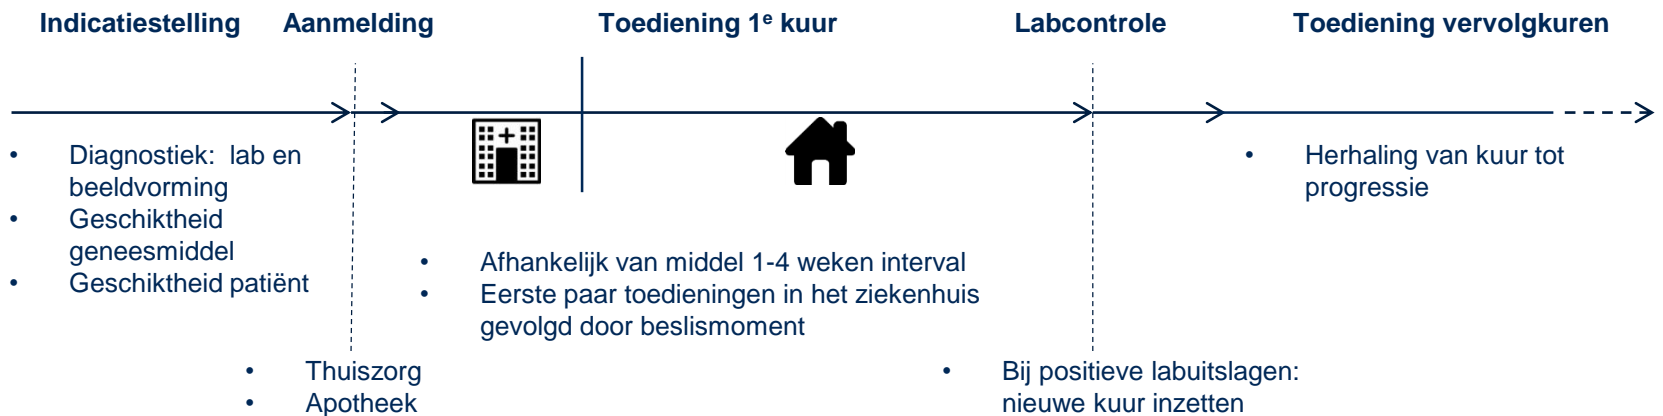 Indicatiestelling Aanmelding Toediening 1e kuur Labcontrole Toediening vervolgkuren
• Diagnostiek: lab en
beeldvorming
• Geschiktheid
geneesmiddel
• Geschiktheid patiënt
• Afhankelijk van middel 1-4 weken interval
• Eerste paar toedieningen in het ziekenhuis
gevolgd door beslismoment
• Herhaling van kuur tot
progressie
• Thuiszorg
• Apotheek
• Bij positieve labuitslagen:
nieuwe kuur inzetten